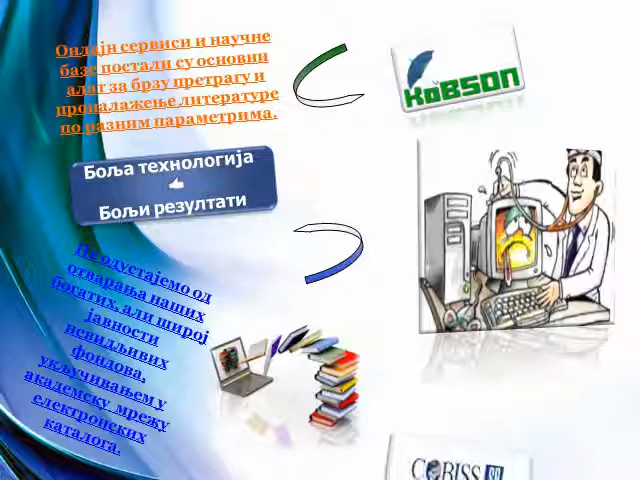 Онлајн сервиси и научне
базе постали су основни
алат за брзу претрагу и
проналажење литературе
по разним параметрима.
KoBSON
Боља технологија
Бољи резултати
Не одустајемо од
отварања наших
богатих, али широј
јавности
невидљивих
фондова,
укључивањем у
академску мрежу
електронских
каталога.
COBISS SR